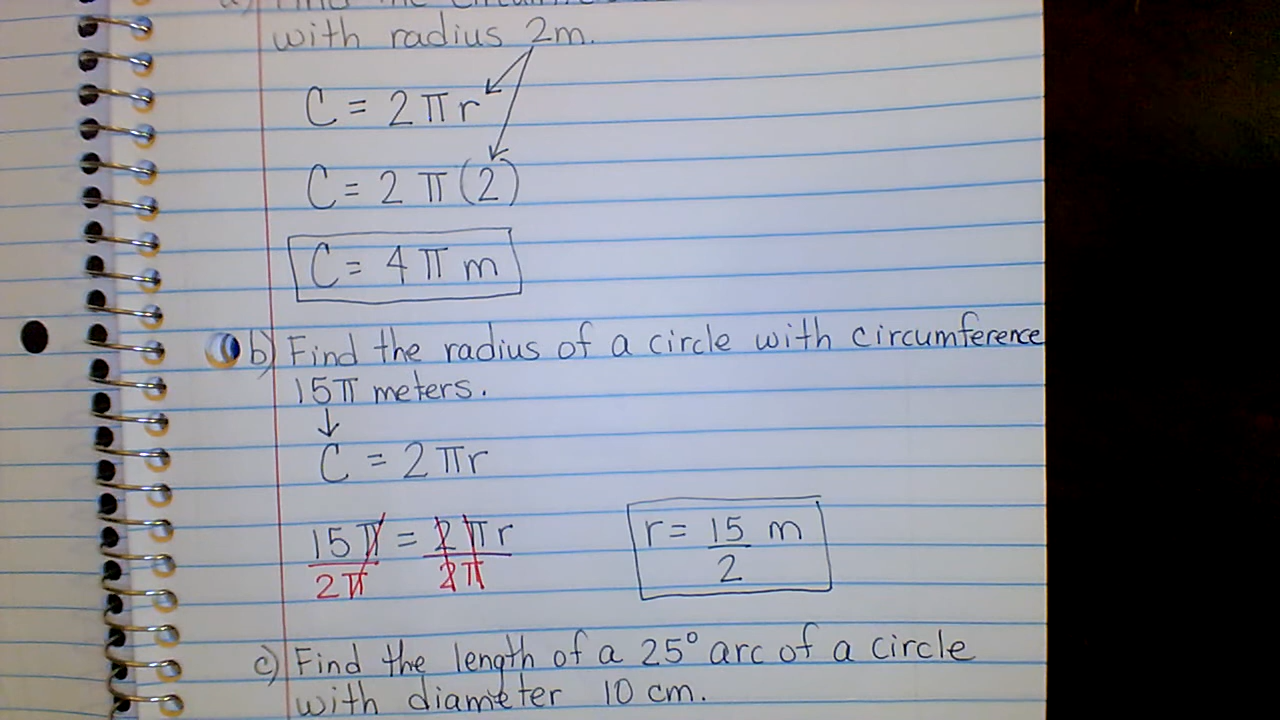 with radius 2m.
C = 2πr
C = 2π(2)
C = 4π m
b) Find the radius of a circle with circumference
15π meters.
C = 2πr
15π/2π = 2πr/2π
r = 15/2 m
c) Find the length of a 25° arc of a circle
with diameter 10 cm.